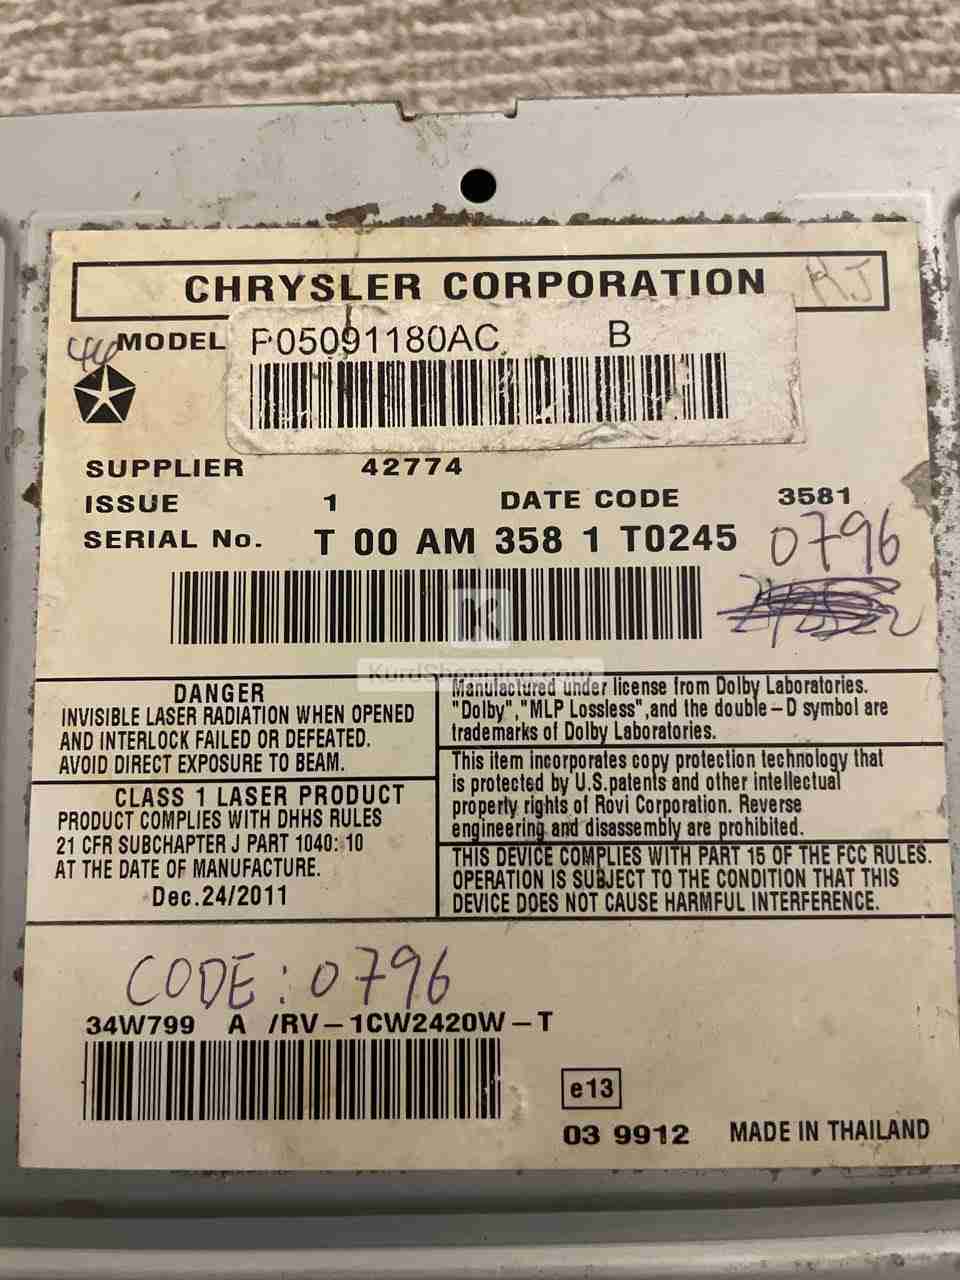 CHRYSLER CORPORATION RJ
MODEL P05091180AC B
SUPPLIER 42774
ISSUE 1 DATE CODE 3581
SERIAL No. T 00 AM 358 1 T0245 0796
K
KurdShopping.com
DANGER
INVISIBLE LASER RADIATION WHEN OPENED
AND INTERLOCK FAILED OR DEFEATED.
AVOID DIRECT EXPOSURE TO BEAM.
CLASS 1 LASER PRODUCT
PRODUCT COMPLIES WITH DHHS RULES
21 CFR SUBCHAPTER J PART 1040:10
AT THE DATE OF MANUFACTURE.
Dec.24/2011
Manufactured under license from Dolby Laboratories.
"Dolby","MLP Lossless",and the double-D symbol are
trademarks of Dolby Laboratories.
This item incorporates copy protection technology that
is protected by U.S.patents and other intellectual
property rights of Rovi Corporation. Reverse
engineering and disassembly are prohibited.
THIS DEVICE COMPLIES WITH PART 15 OF THE FCC RULES.
OPERATION IS SUBJECT TO THE CONDITION THAT THIS
DEVICE DOES NOT CAUSE HARMFUL INTERFERENCE.
CODE: 0796
34W799 A /RV-1CW2420W-T
e13
03 9912 MADE IN THAILAND